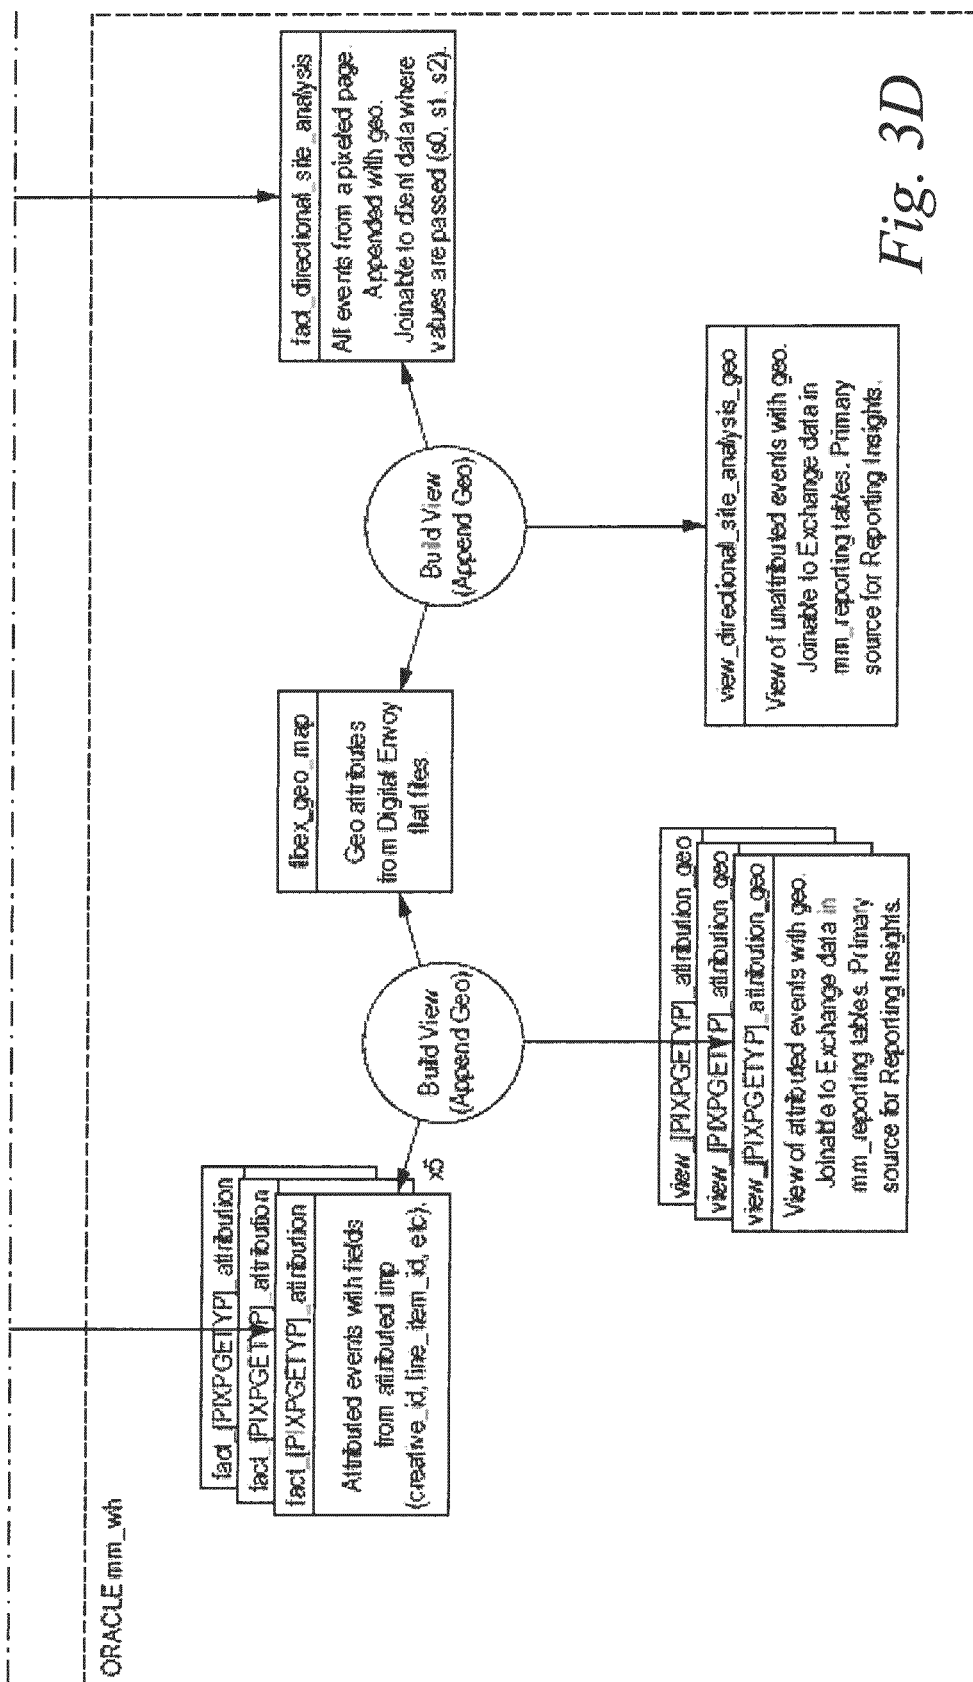 ORACLE mm_wh
fact_[PIXPGETYP]_attribution
fact_[PIXPGETYP]_attribution
fact_[PIXPGETYP]_attribution
Attributed events with fields
from attributed imp
(creative_id, line_item_id, etc).
x5
Build View
(Append Geo)
tbex_geo_map
Geo attributes
from Digital Envoy
flat files.
Build View
(Append Geo)
fact_directional_site_analysis
All events from a pixeled page.
Appended with geo.
Joinable to client data where
values are passed (s0, s1, s2).
view_[PIXPGETYP]_attribution_geo
view_[PIXPGETYP]_attribution_geo
view_[PIXPGETYP]_attribution_geo
View of attributed events with geo.
Joinable to Exchange data in
mm_reporting tables. Primary
source for Reporting Insights.
view_directional_site_analysis_geo
View of unattributed events with geo.
Joinable to Exchange data in
mm_reporting tables. Primary
source for Reporting Insights.
Fig. 3D